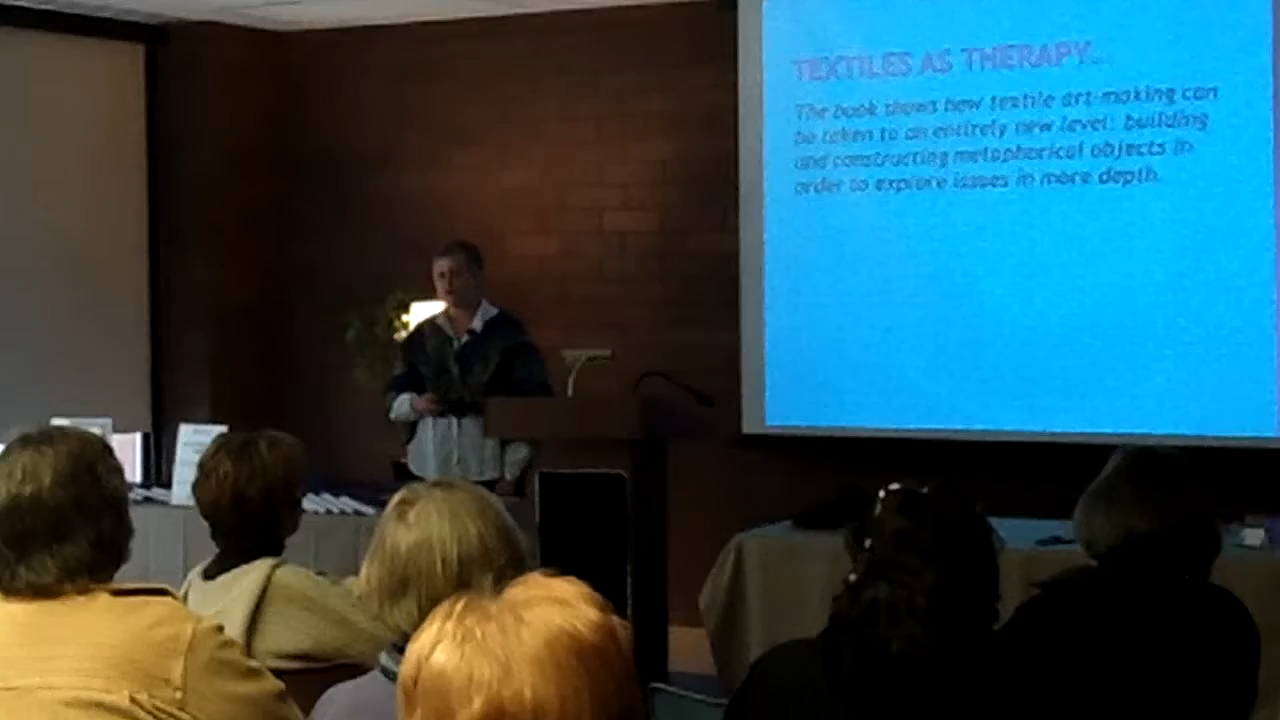 TEXTILES AS THERAPY...
The book shows how textile art-making can
be taken to an entirely new level: building
and constructing metaphorical objects in
order to explore issues in more depth.